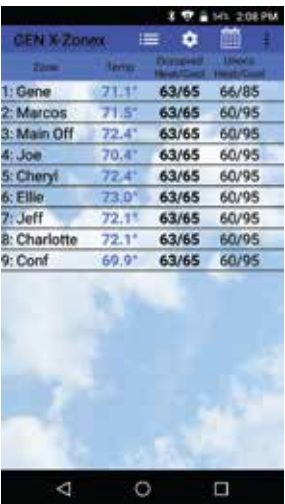 14% 2:08 PM
GEN X-Zonex
Zone Temp Occupied Heat/Cool Unocc Heat/Cool
1: Gene 71.1° 63/65 66/85
2: Marcos 71.5° 63/65 60/95
3: Main Off 72.4° 63/65 60/95
4: Joe 70.4° 63/65 60/95
5: Cheryl 72.4° 63/65 60/95
6: Ellie 73.0° 63/65 60/95
7: Jeff 72.1° 63/65 60/95
8: Charlotte 72.1° 63/65 60/95
9: Conf 69.9° 63/65 60/95